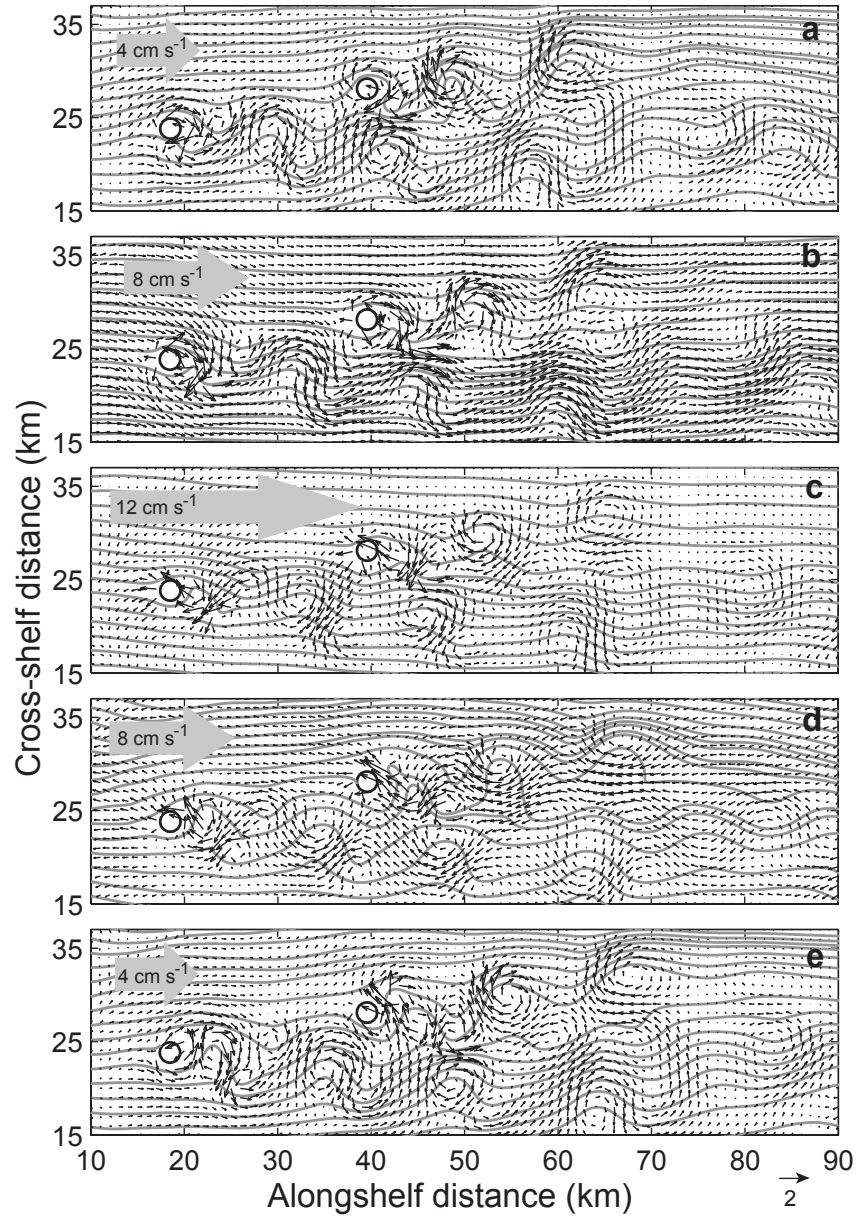 35
25
15
4 cm s-1
a
35
25
15
8 cm s-1
b
35
25
15
12 cm s-1
c
35
25
15
8 cm s-1
d
35
25
15
4 cm s-1
e
Cross-shelf distance (km)
10 20 30 40 50 60 70 80 90
Alongshelf distance (km)
2